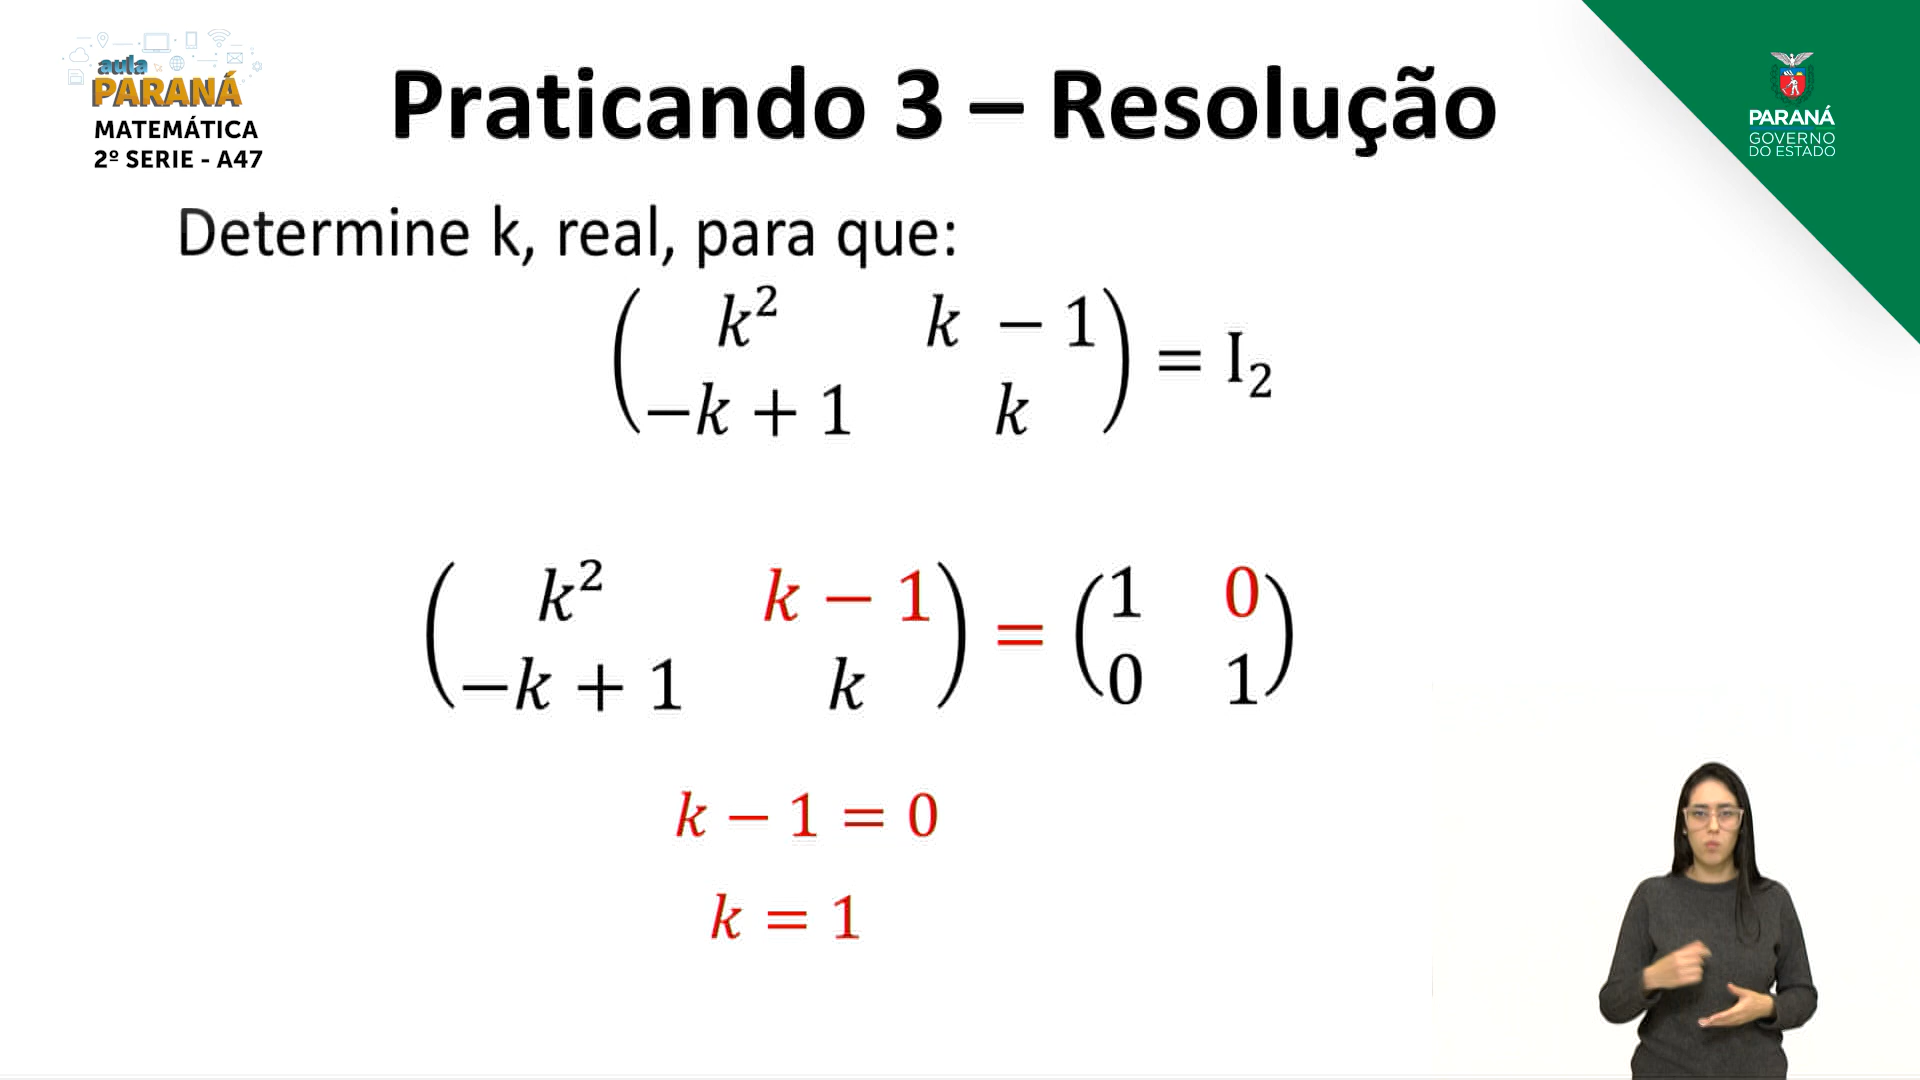 aula
PARANÁ
MATEMÁTICA
2º SERIE - A47
Praticando 3 – Resolução
PARANÁ
GOVERNO
DO ESTADO
Determine k, real, para que:
( k² k − 1
−k + 1 k ) = I₂
( k² k − 1
−k + 1 k ) = ( 1 0
0 1 )
k − 1 = 0
k = 1